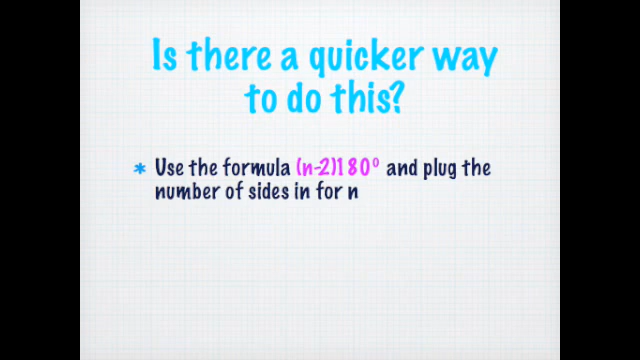 Is there a quicker way
to do this?
* Use the formula (n-2)180º and plug the
number of sides in for n